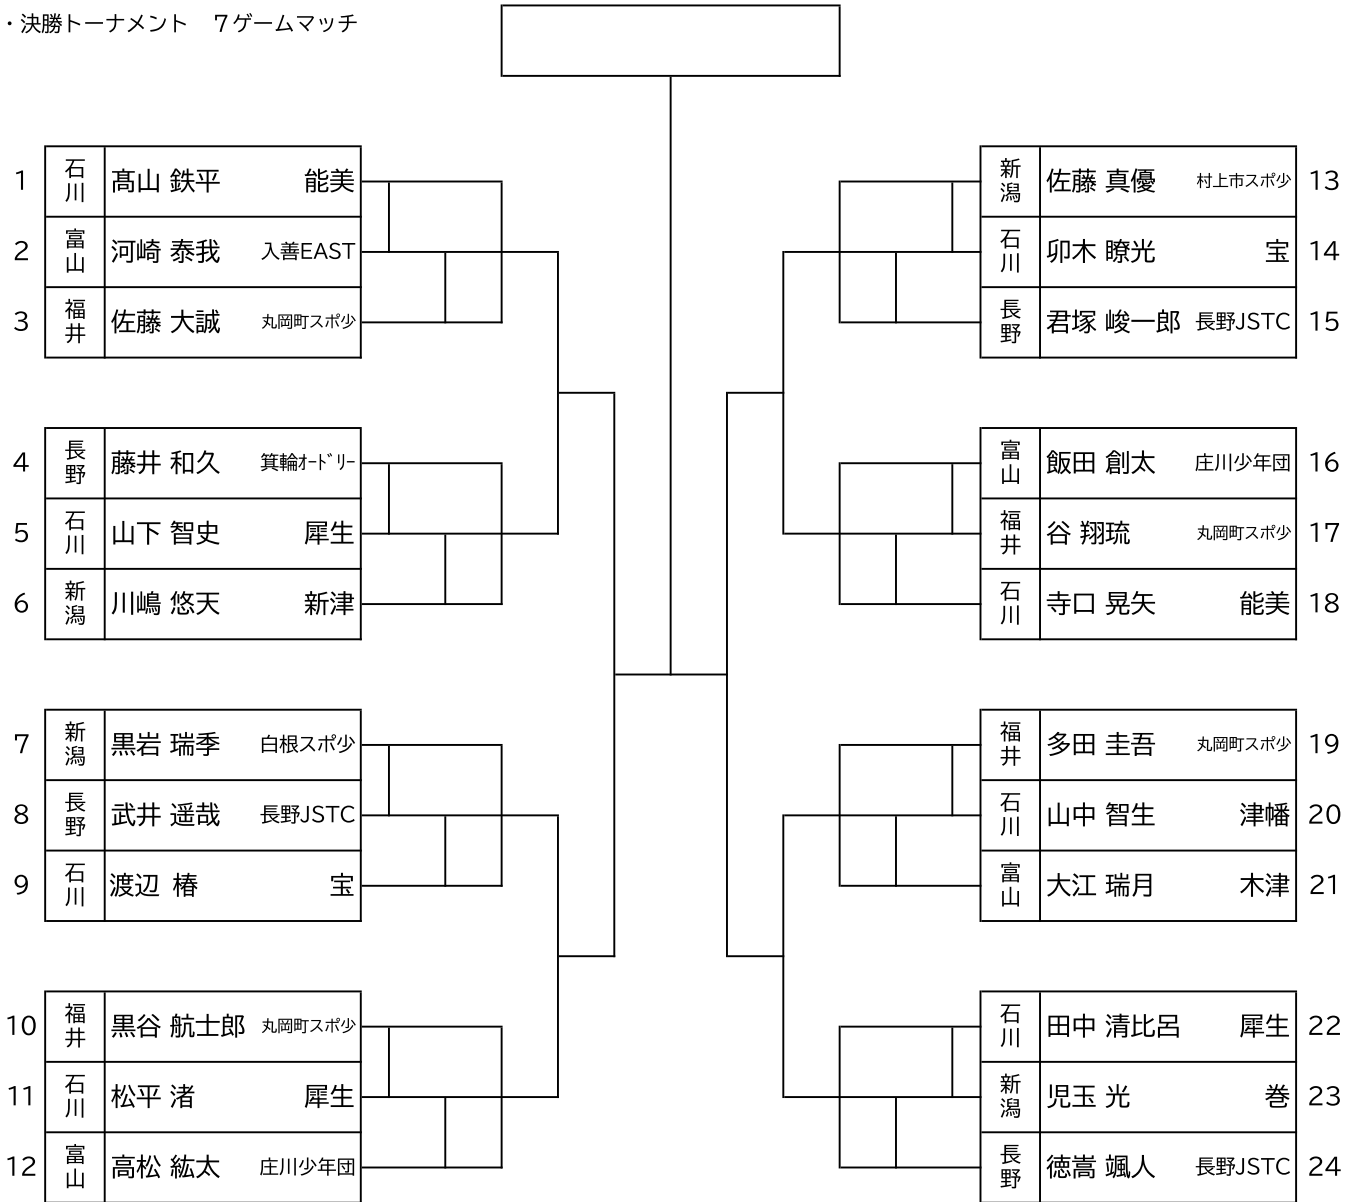 ・決勝トーナメント　7ゲームマッチ
1 石川 髙山 鉄平 能美
2 富山 河崎 泰我 入善EAST
3 福井 佐藤 大誠 丸岡町スポ少
4 長野 藤井 和久 箕輪ｵｰﾄﾞﾘｰ
5 石川 山下 智史 犀生
6 新潟 川嶋 悠天 新津
7 新潟 黒岩 瑞季 白根スポ少
8 長野 武井 遥哉 長野JSTC
9 石川 渡辺 椿 宝
10 福井 黒谷 航士郎 丸岡町スポ少
11 石川 松平 渚 犀生
12 富山 高松 紘太 庄川少年団
新潟 佐藤 真優 村上市スポ少 13
石川 卯木 瞭光 宝 14
長野 君塚 峻一郎 長野JSTC 15
富山 飯田 創太 庄川少年団 16
福井 谷 翔琉 丸岡町スポ少 17
石川 寺口 晃矢 能美 18
福井 多田 圭吾 丸岡町スポ少 19
石川 山中 智生 津幡 20
富山 大江 瑞月 木津 21
石川 田中 清比呂 犀生 22
新潟 児玉 光 巻 23
長野 徳嵩 颯人 長野JSTC 24